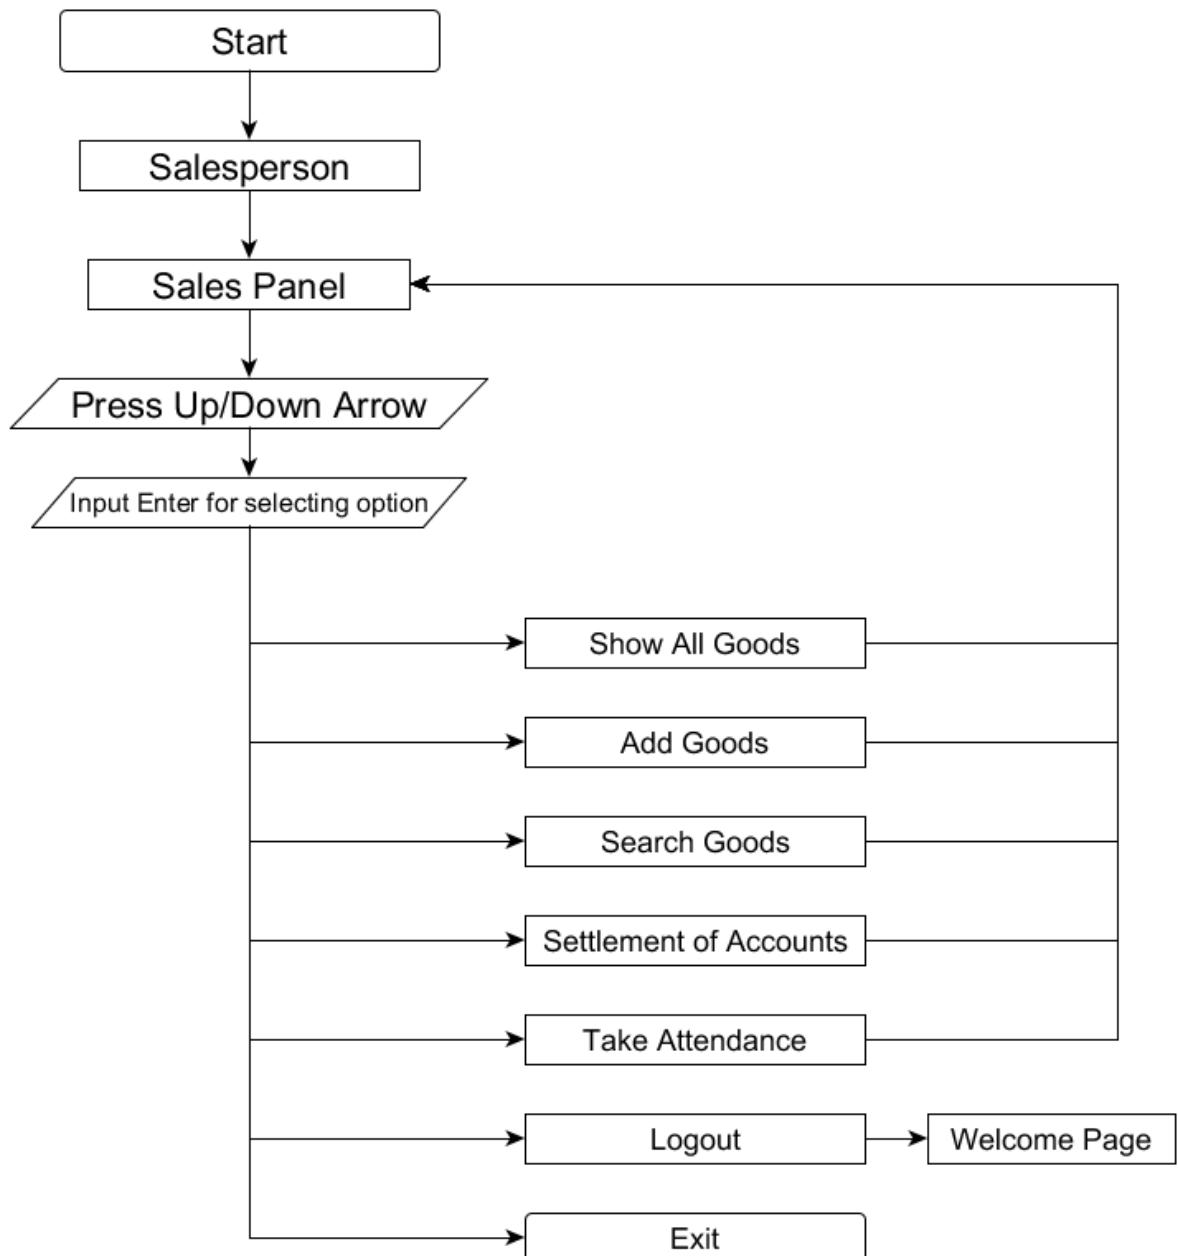 Start
Salesperson
Sales Panel
Press Up/Down Arrow
Input Enter for selecting option
Show All Goods
Add Goods
Search Goods
Settlement of Accounts
Take Attendance
Logout
Welcome Page
Exit